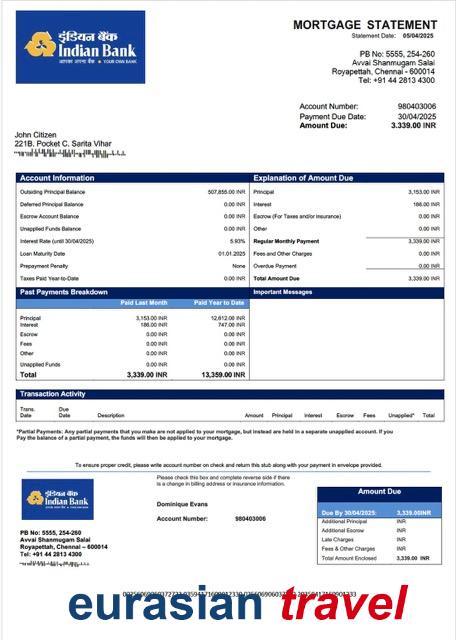 इंडियन बैंक
Indian Bank
आपका अपना बैंक YOUR OWN BANK
MORTGAGE STATEMENT
Statement Date: 05/04/2025
PB No: 5555, 254-260
Avvai Shanmugam Salai
Royapettah, Chennai - 600014
Tel: +91 44 2813 4300
Account Number: 980403006
Payment Due Date: 30/04/2025
Amount Due: 3.339.00 INR
John Citizen
221B. Pocket C. Sarita Vihar
Account Information
Outsiding Principal Balance 507,855.00 INR
Deferred Principal Balance 0.00 INR
Escrow Account Balance 0.00 INR
Unapplied Funds Balance 0.00 INR
Interest Rate (until 30/04/2025) 5.93%
Loan Maturity Date 01.01.2025
Prepayment Penalty None
Taxes Paid Year-to-Date 0.00 INR
Explanation of Amount Due
Principal 3,153.00 INR
Interest 186.00 INR
Escrow (For Taxes and/or Insurance) 0.00 INR
Other 0.00 INR
Regular Monthly Payment 3,339.00 INR
Fees and Other Charges 0.00 INR
Overdue Payment 0.00 INR
Total Amount Due 3,339.00 INR
Past Payments Breakdown
Paid Last Month Paid Year to Date
Principal 3,153.00 INR 12,612.00 INR
Interest 186.00 INR 747.00 INR
Escrow 0.00 INR 0.00 INR
Fees 0.00 INR 0.00 INR
Other 0.00 INR 0.00 INR
Unapplied Funds 0.00 INR 0.00 INR
Total 3,339.00 INR 13,359.00 INR
Important Messages
Transaction Activity
Trans. Date Due Date Description Amount Principal Interest Escrow Fees Unapplied* Total
*Partial Payments: Any partial payments that you make are not applied to your mortgage, but instead are held in a separate unapplied account. If you
Pay the balance of a partial payment, the funds will then be applied to your mortgage.
To ensure proper credit, please write account number on check and return this stub along with your payment in envelope provided.
इंडियन बैंक
Indian Bank
आपका अपना बैंक YOUR OWN BANK
PB No: 5555, 254-260
Avvai Shanmugam Salai
Royapettah, Chennai – 600014
Tel: +91 44 2813 4300
Please check this box and complete reverse side if there
is a change in billing address or insurance information.
Dominique Evans
Account Number: 980403006
Amount Due
Due By 30/04/2025: 3,339.00INR
Additional Principal INR
Additional Escrow INR
Late Charges INR
Fees & Other Charges INR
Total Amount Enclosed 3,339.00 INR
eurasian travel